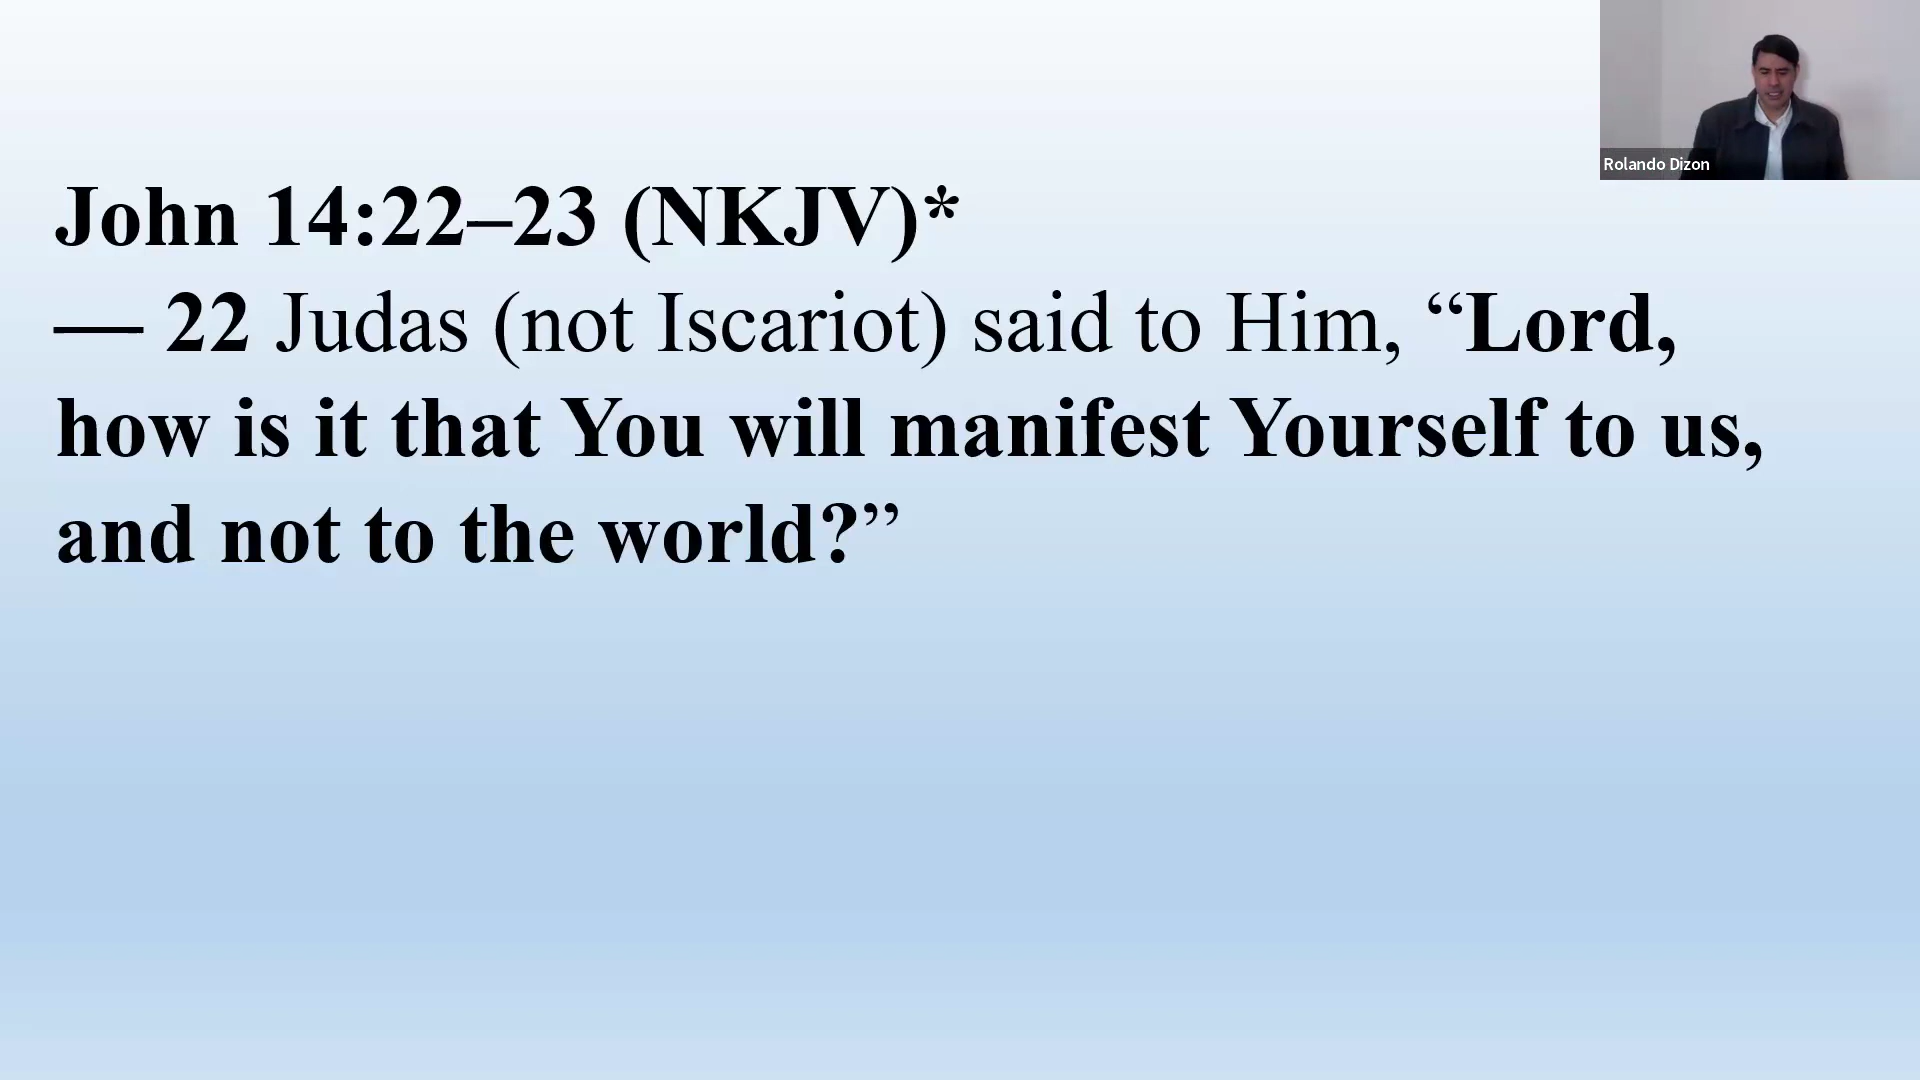 Rolando Dizon
John 14:22–23 (NKJV)*
— 22 Judas (not Iscariot) said to Him, “Lord,
how is it that You will manifest Yourself to us,
and not to the world?”